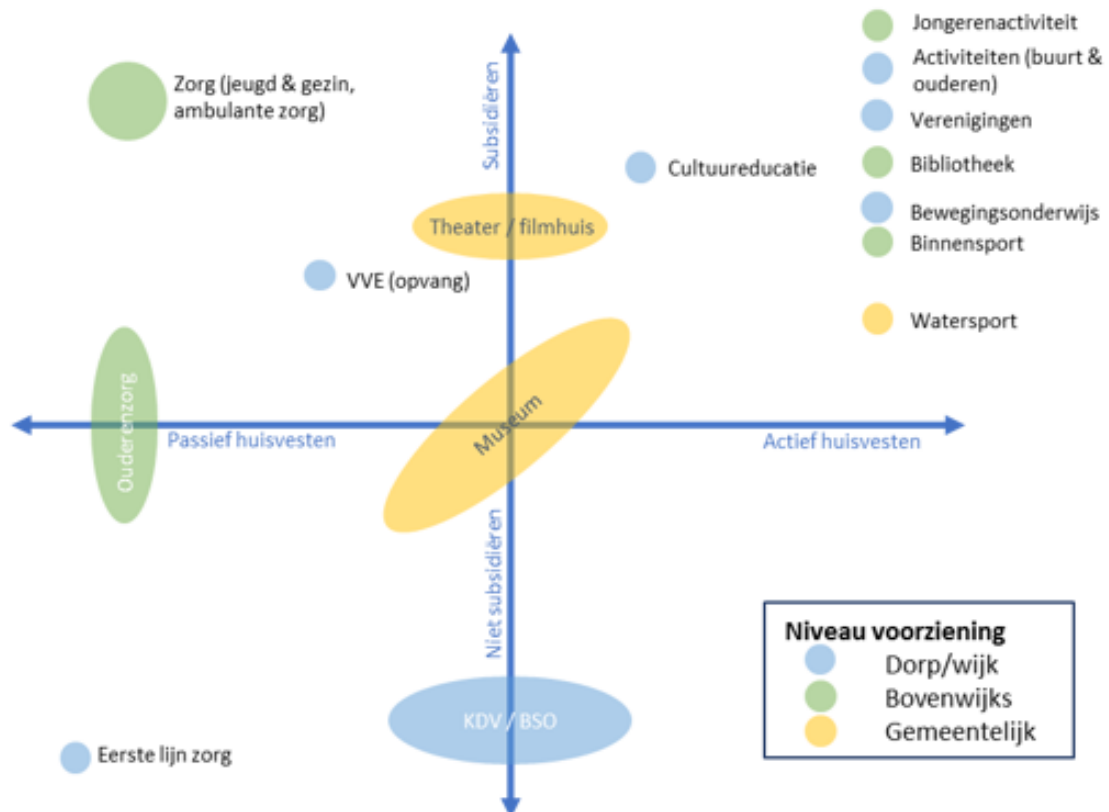 Jongerenactiviteit
Activiteiten (buurt &
ouderen)
Verenigingen
Bibliotheek
Bewegingsonderwijs
Binnensport
Watersport
Zorg (jeugd & gezin,
ambulante zorg)
Subsidiëren
Cultuureducatie
Theater / filmhuis
VVE (opvang)
Ouderenzorg
Passief huisvesten
Museum
Actief huisvesten
Niet subsidiëren
KDV / BSO
Eerste lijn zorg
Niveau voorziening
Dorp/wijk
Bovenwijks
Gemeentelijk